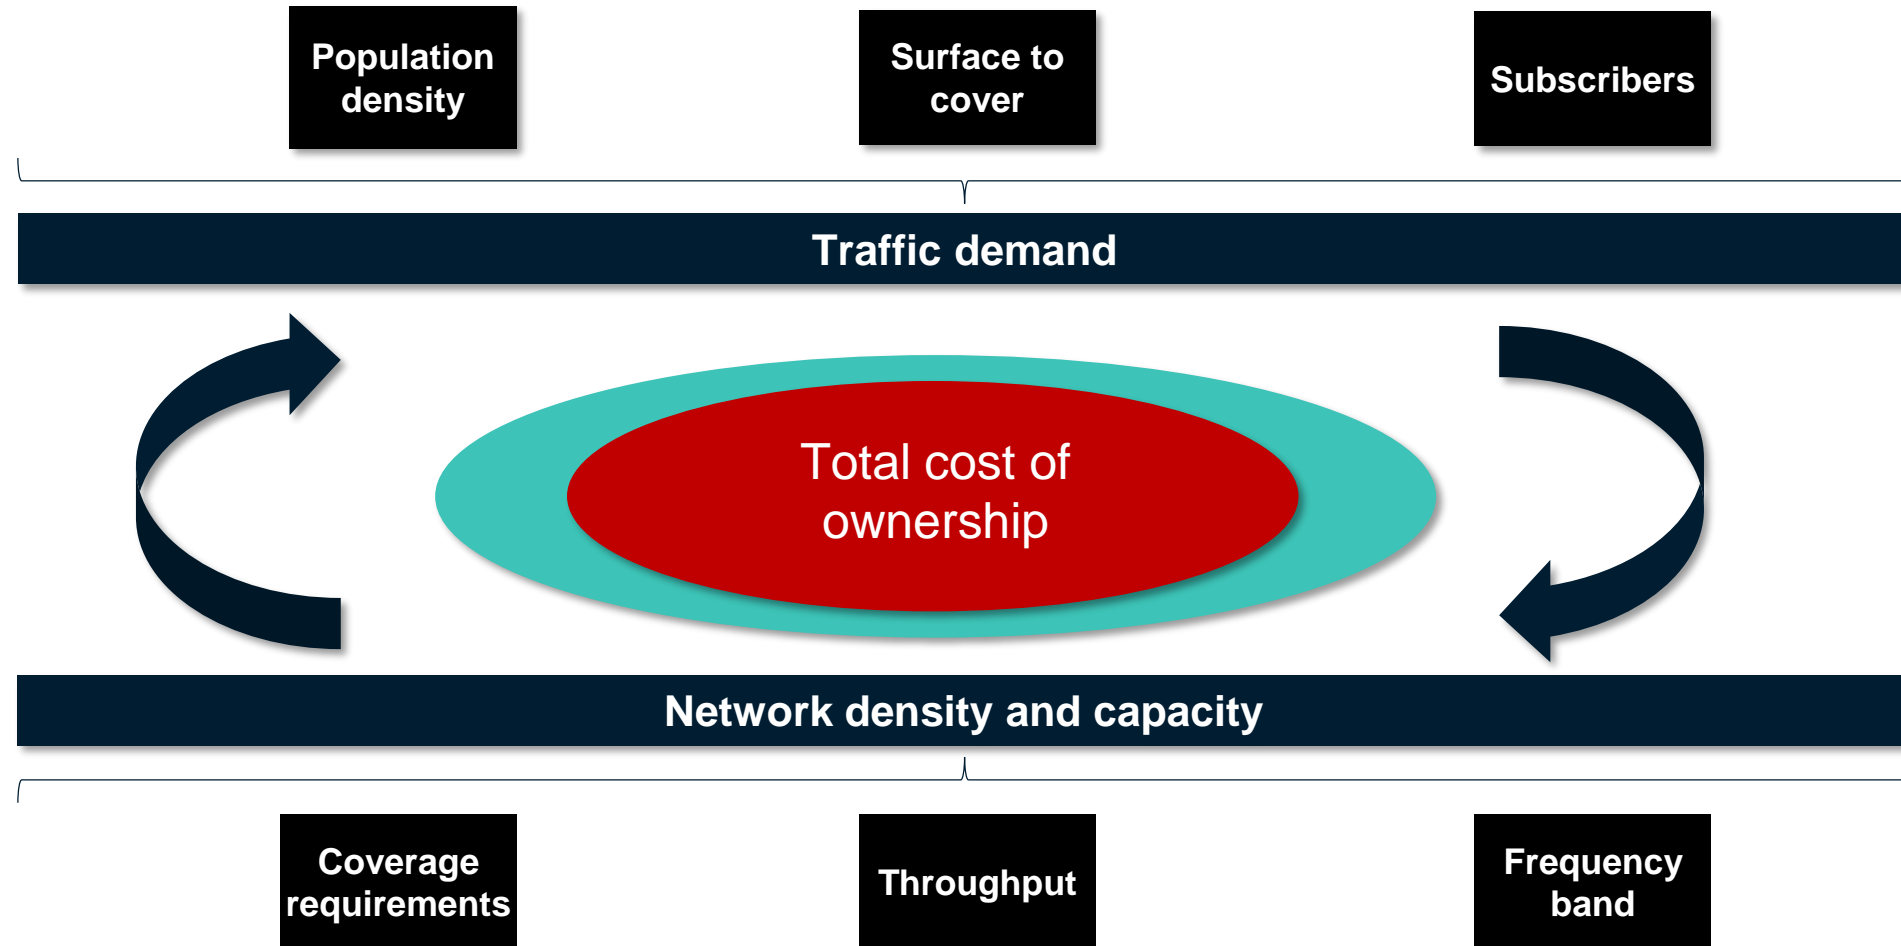 Population
density
Surface to
cover
Subscribers
Traffic demand
Total cost of
ownership
Network density and capacity
Coverage
requirements
Throughput
Frequency
band